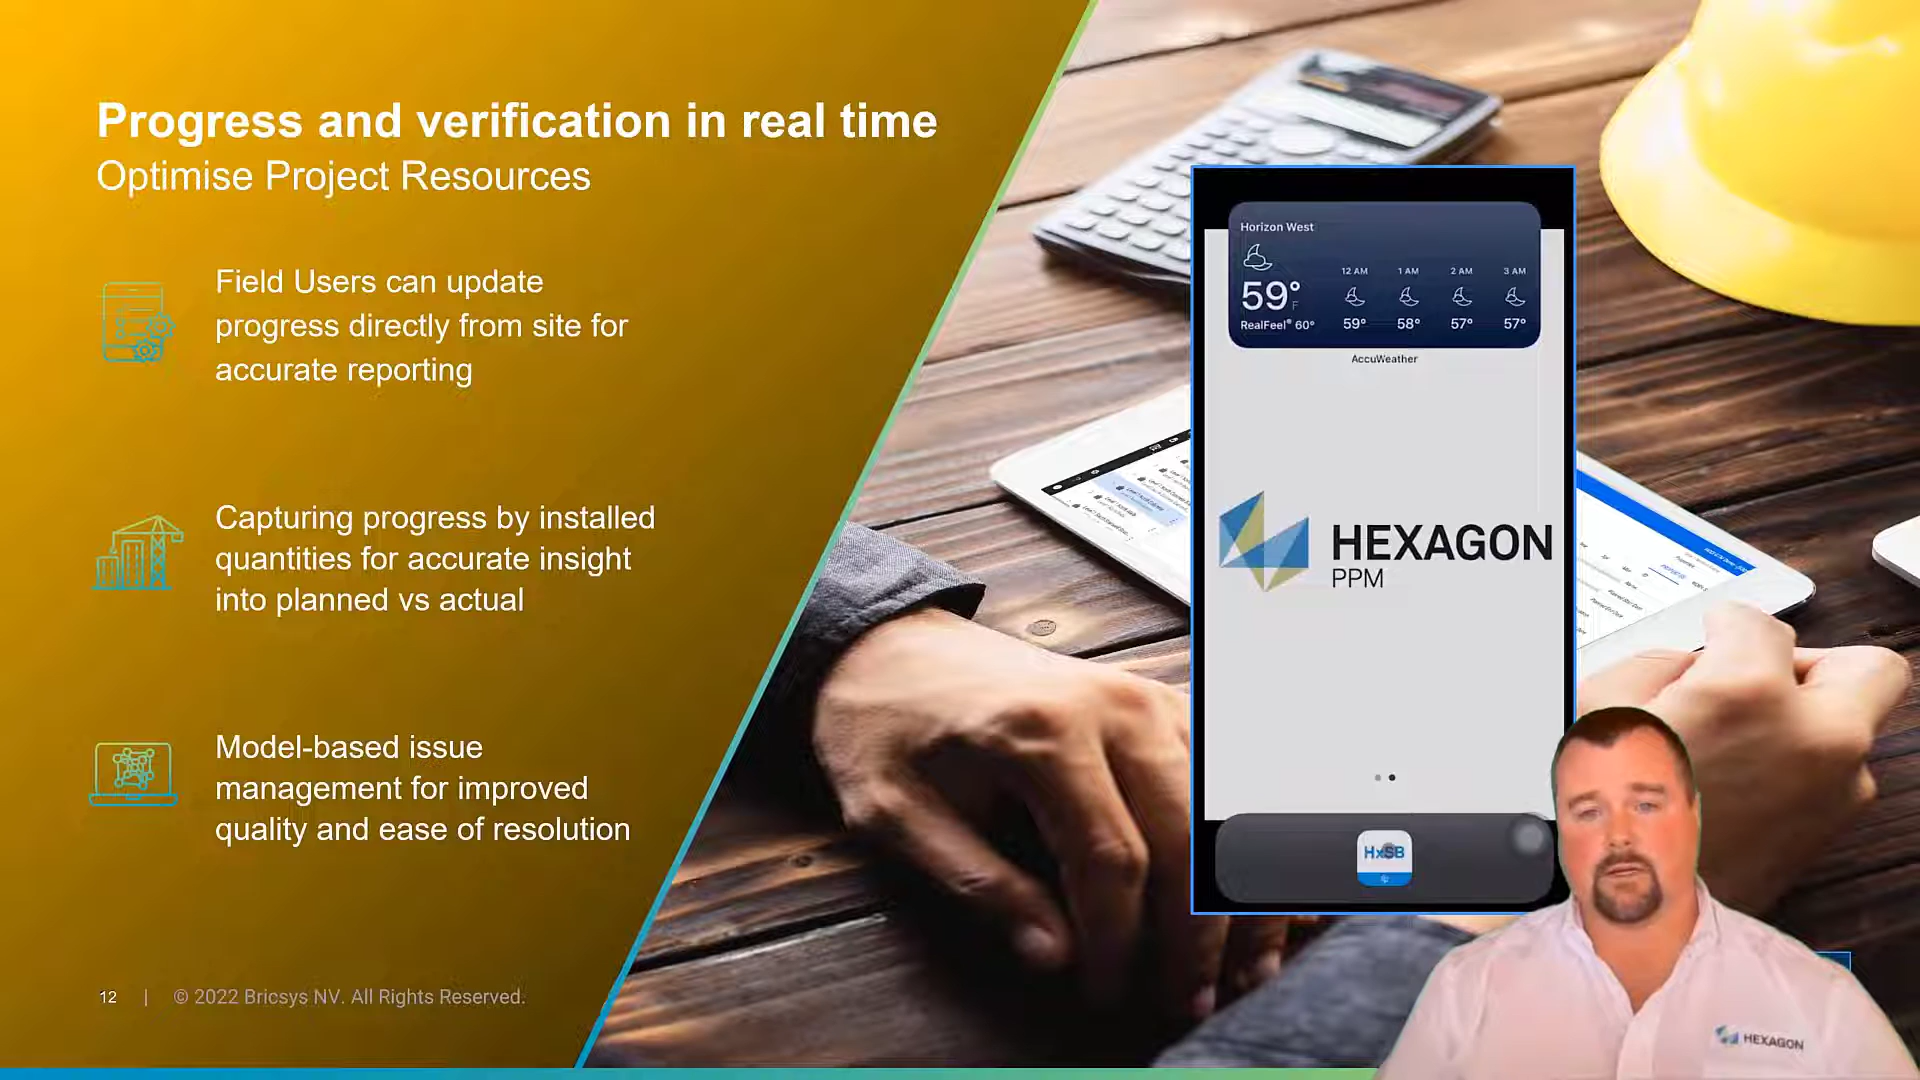 Progress and verification in real time
Optimise Project Resources
Field Users can update
progress directly from site for
accurate reporting
Capturing progress by installed
quantities for accurate insight
into planned vs actual
Model-based issue
management for improved
quality and ease of resolution
12 | © 2022 Bricsys NV. All Rights Reserved.
Horizon West
59°F
RealFeel® 60°
12 AM 1 AM 2 AM 3 AM
59° 58° 57° 57°
AccuWeather
HEXAGON
PPM
HxSB
HEXAGON